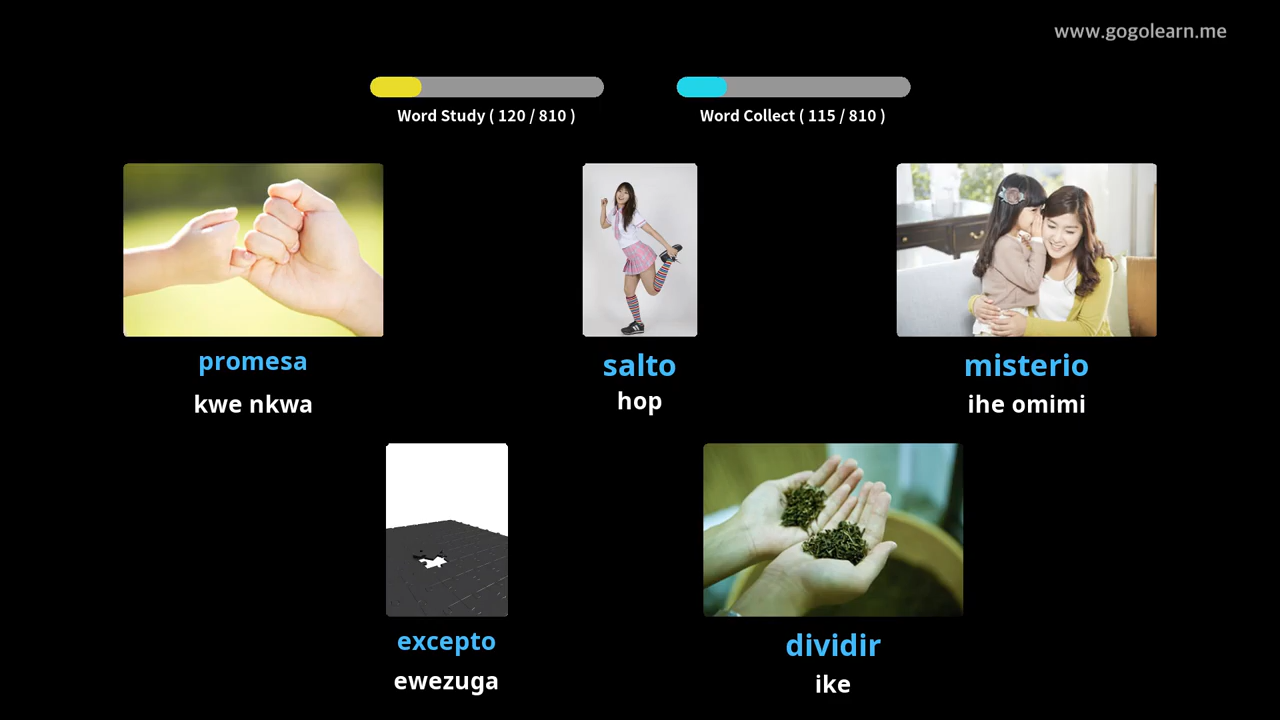 www.gogolearn.me
Word Study ( 120 / 810 )
Word Collect ( 115 / 810 )
promesa
kwe nkwa
salto
hop
misterio
ihe omimi
excepto
ewezuga
dividir
ike